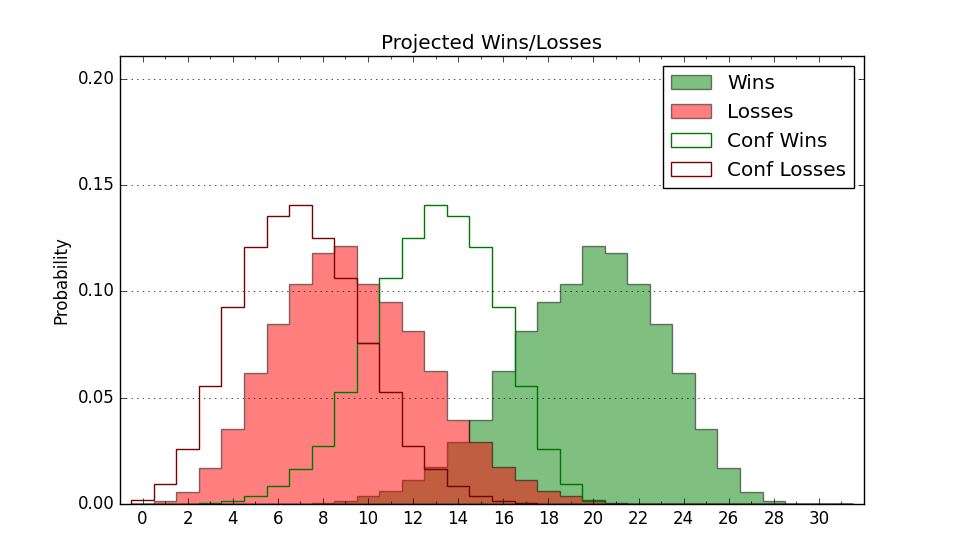 Projected Wins/Losses
Wins
Losses
Conf Wins
Conf Losses
Probability
0.20
0.15
0.10
0.05
0.00
0 2 4 6 8 10 12 14 16 18 20 22 24 26 28 30